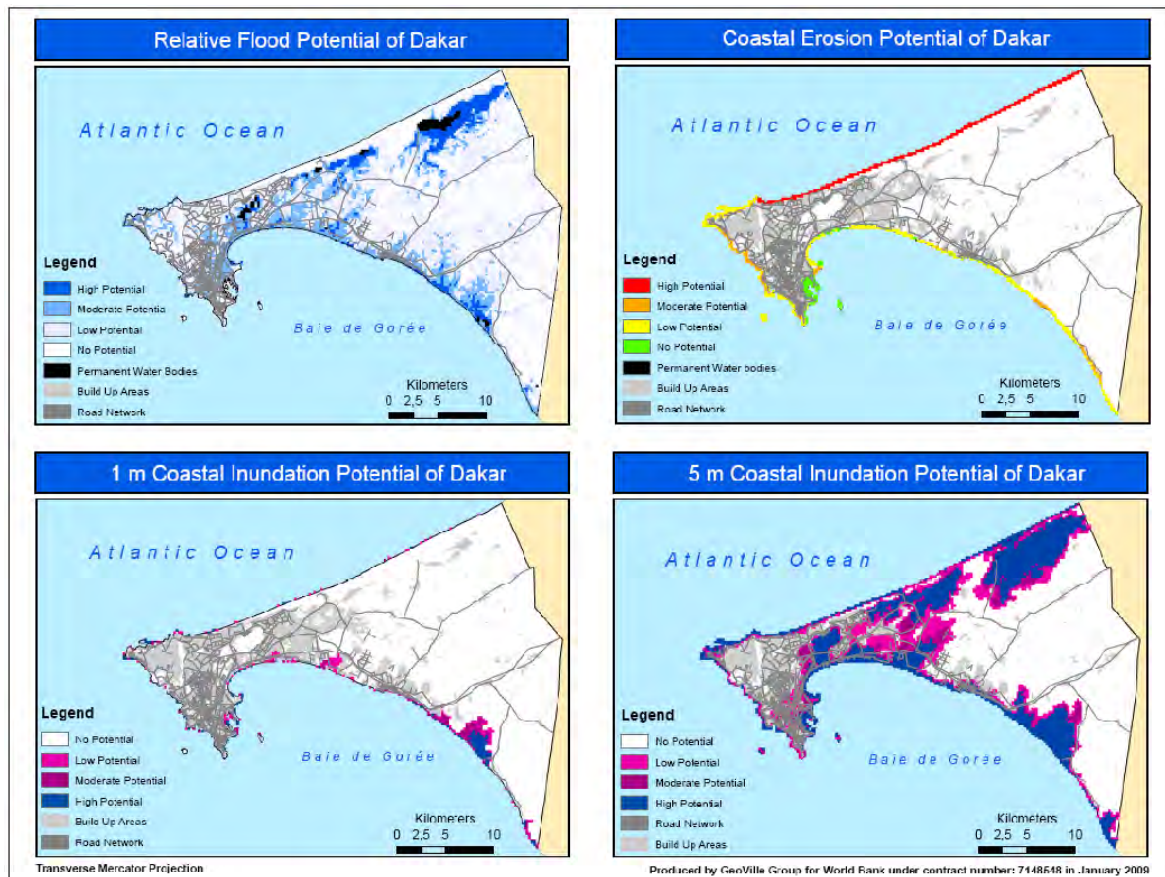 Relative Flood Potential of Dakar
Atlantic Ocean
Legend
High Potential
Moderate Potential
Low Potential
No Potential
Permanent Water Bodies
Build Up Areas
Road Network
Baie de Gorée
Kilometers
0 2,5 5 10
Coastal Erosion Potential of Dakar
Atlantic Ocean
Legend
High Potential
Moderate Potential
Low Potential
No Potential
Permanent Water bodies
Build Up Areas
Road Network
Baie de Gorée
Kilometers
0 2,5 5 10
1 m Coastal Inundation Potential of Dakar
Atlantic Ocean
Legend
No Potential
Low Potential
Moderate Potential
High Potential
Build Up Areas
Road Network
Baie de Gorée
Kilometers
0 2,5 5 10
5 m Coastal Inundation Potential of Dakar
Atlantic Ocean
Legend
No Potential
Low Potential
Moderate Potential
High Potential
Road Network
Build Up Areas
Baie de Gorée
Kilometers
0 2,5 5 10
Transverse Mercator Projection
Produced by GeoVille Group for World Bank under contract number: 7148548 in January 2009